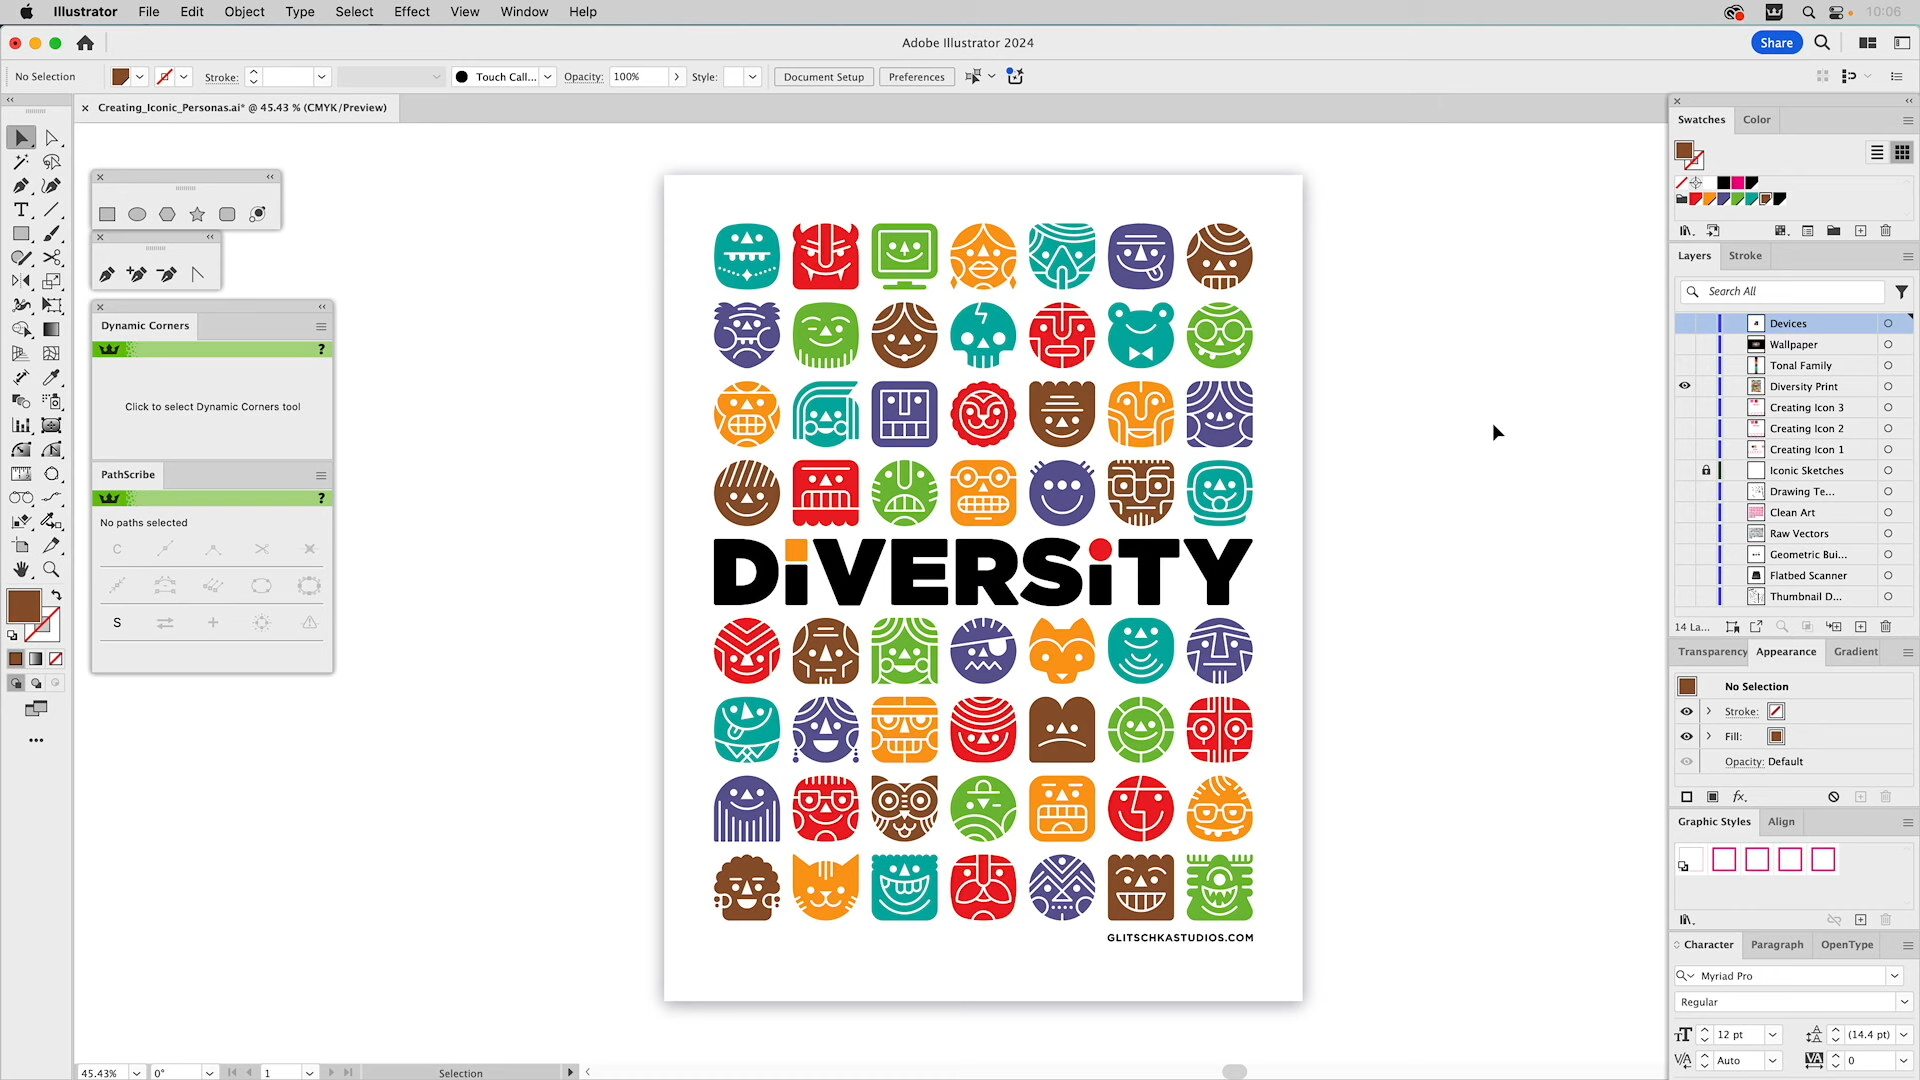 Illustrator File Edit Object Type Select Effect View Window Help 10:06
Adobe Illustrator 2024 Share
No Selection Stroke: Touch Call... Opacity: 100% Style: Document Setup Preferences
Creating_Iconic_Personas.ai* @ 45.43 % (CMYK/Preview)
Dynamic Corners
?
Click to select Dynamic Corners tool
PathScribe
?
No paths selected
C
S
DiVERSiTY
GLITSCHKASTUDIOS.COM
Swatches Color
Layers Stroke
Search All
Devices
Wallpaper
Tonal Family
Diversity Print
Creating Icon 3
Creating Icon 2
Creating Icon 1
Iconic Sketches
Drawing Te...
Clean Art
Raw Vectors
Geometric Bui...
Flatbed Scanner
Thumbnail D...
14 La...
Transparency Appearance Gradient
No Selection
Stroke:
Fill:
Opacity: Default
fx.
Graphic Styles Align
Character Paragraph OpenType
Myriad Pro
Regular
12 pt (14.4 pt)
Auto 0
45.43% 0° 1 Selection